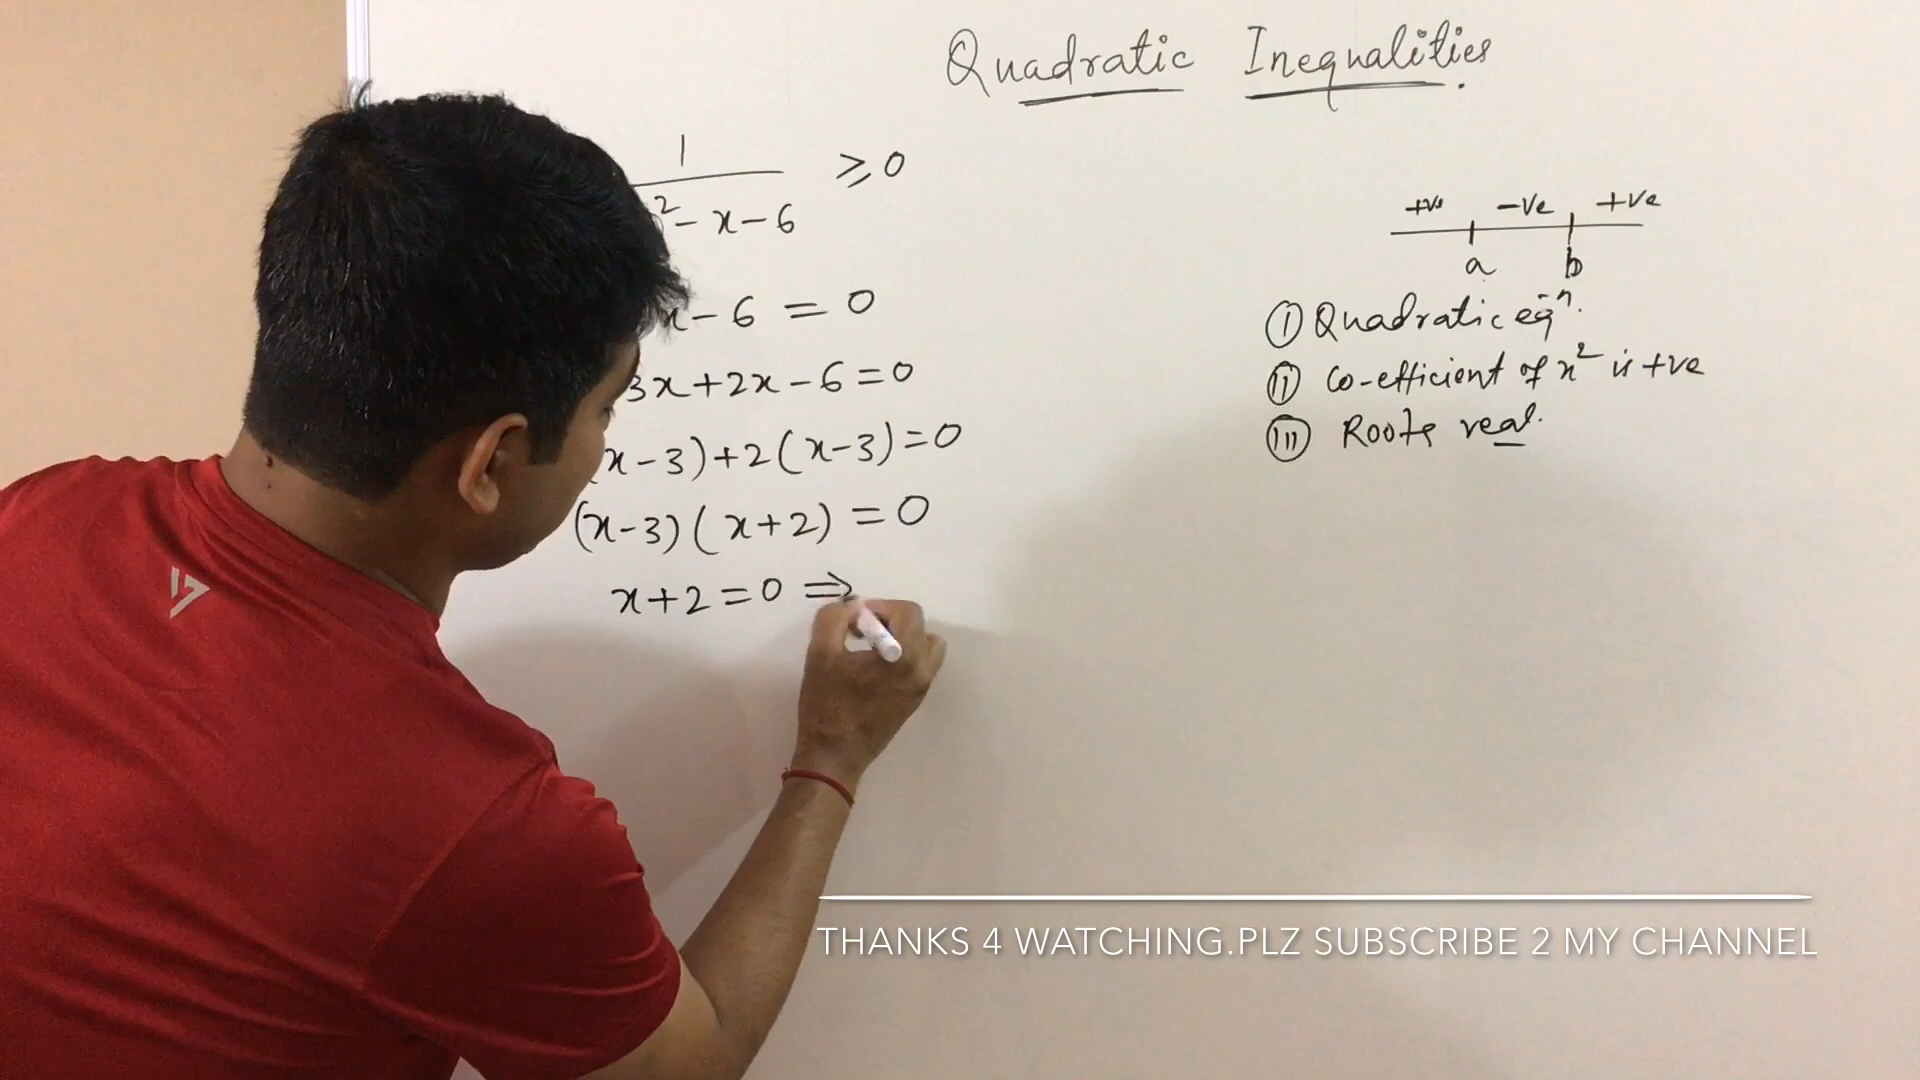 Quadratic Inequalities.
1
2 - x - 6 ≥ 0
x - 6 = 0
3x + 2x - 6 = 0
(x - 3) + 2(x - 3) = 0
(x - 3)(x + 2) = 0
x + 2 = 0 ⇒
+ve -ve +ve
a b
(i) Quadratic eqⁿ.
(ii) Co-efficient of x² is +ve
(iii) Roots real.
THANKS 4 WATCHING.PLZ SUBSCRIBE 2 MY CHANNEL